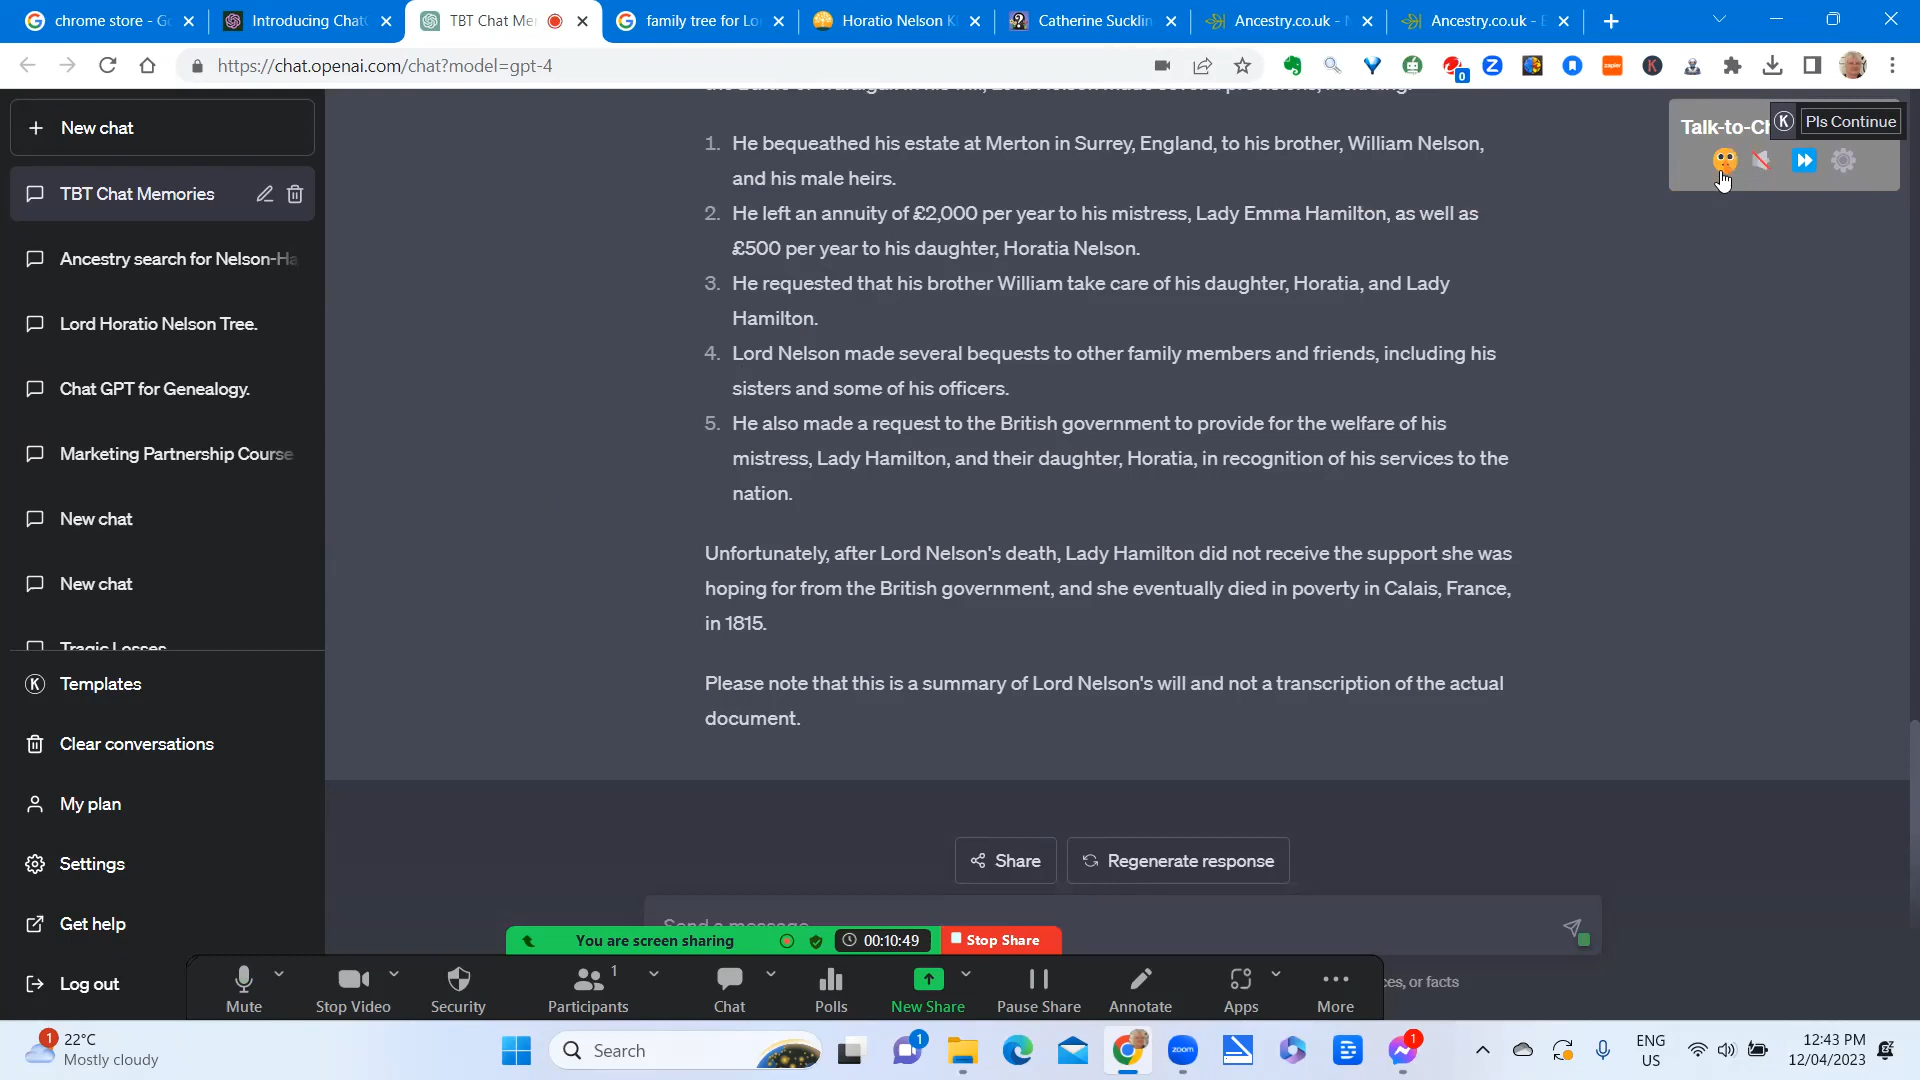 chrome store - G
Introducing Chat
TBT Chat Me
family tree for Lo
Horatio Nelson K
Catherine Sucklin
Ancestry.co.uk -
Ancestry.co.uk -
https://chat.openai.com/chat?model=gpt-4
0
zapier
New chat
TBT Chat Memories
Ancestry search for Nelson-Ha
Lord Horatio Nelson Tree.
Chat GPT for Genealogy.
Marketing Partnership Course
New chat
New chat
Tragic Losses
Templates
Clear conversations
My plan
Settings
Get help
Log out
Talk-to-Ch
Pls Continue
1. He bequeathed his estate at Merton in Surrey, England, to his brother, William Nelson,
and his male heirs.
2. He left an annuity of £2,000 per year to his mistress, Lady Emma Hamilton, as well as
£500 per year to his daughter, Horatia Nelson.
3. He requested that his brother William take care of his daughter, Horatia, and Lady
Hamilton.
4. Lord Nelson made several bequests to other family members and friends, including his
sisters and some of his officers.
5. He also made a request to the British government to provide for the welfare of his
mistress, Lady Hamilton, and their daughter, Horatia, in recognition of his services to the
nation.
Unfortunately, after Lord Nelson's death, Lady Hamilton did not receive the support she was
hoping for from the British government, and she eventually died in poverty in Calais, France,
in 1815.
Please note that this is a summary of Lord Nelson's will and not a transcription of the actual
document.
Share
Regenerate response
Send a message
You are screen sharing
00:10:49
Stop Share
Mute
Stop Video
Security
Participants
1
Chat
Polls
New Share
Pause Share
Annotate
Apps
More
ces, or facts
1
22°C
Mostly cloudy
Search
1
zoom
1
ENG
US
12:43 PM
12/04/2023